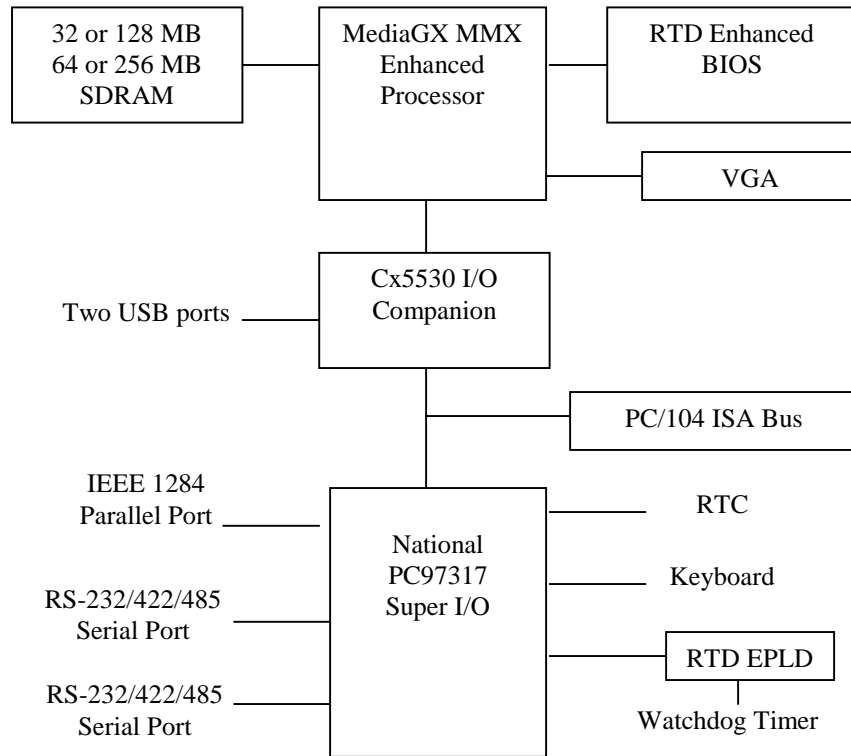 32 or 128 MB
64 or 256 MB
SDRAM
MediaGX MMX
Enhanced
Processor
RTD Enhanced
BIOS
VGA
Cx5530 I/O
Companion
Two USB ports
PC/104 ISA Bus
IEEE 1284
Parallel Port
National
PC97317
Super I/O
RTC
Keyboard
RS-232/422/485
Serial Port
RTD EPLD
RS-232/422/485
Serial Port
Watchdog Timer